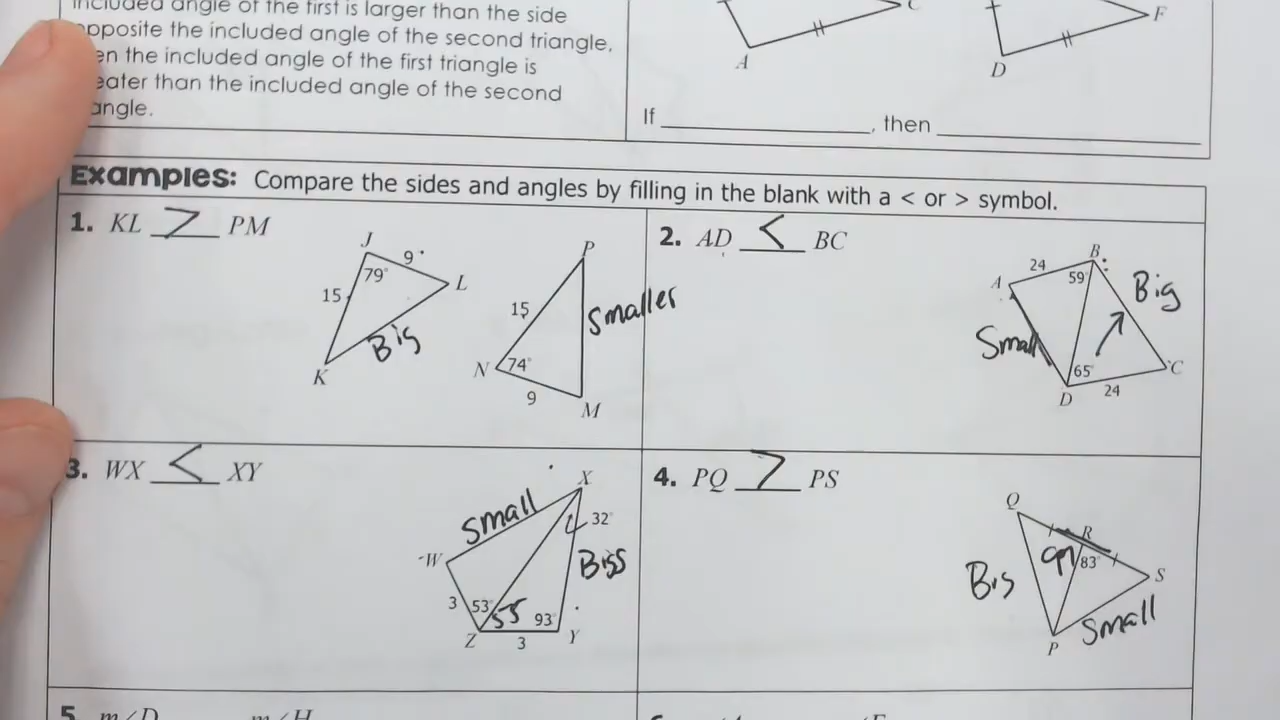 included angle of the first is larger than the side
opposite the included angle of the second triangle,
en the included angle of the first triangle is
eater than the included angle of the second
angle.
C
A
F
D
If ____________, then ____________
Examples: Compare the sides and angles by filling in the blank with a < or > symbol.
1. KL > PM
J
9
79°
L
15
Big
K
P
15
Smaller
N
74°
9
M
2. AD < BC
B
24
59°
A
Big
Small
65°
C
D
24
3. WX < XY
X
Small
32°
W
3
53°
55
93°
Z
3
Y
4. PQ > PS
Q
R
97
83°
S
Big
Small
P
5. m∠D m∠H